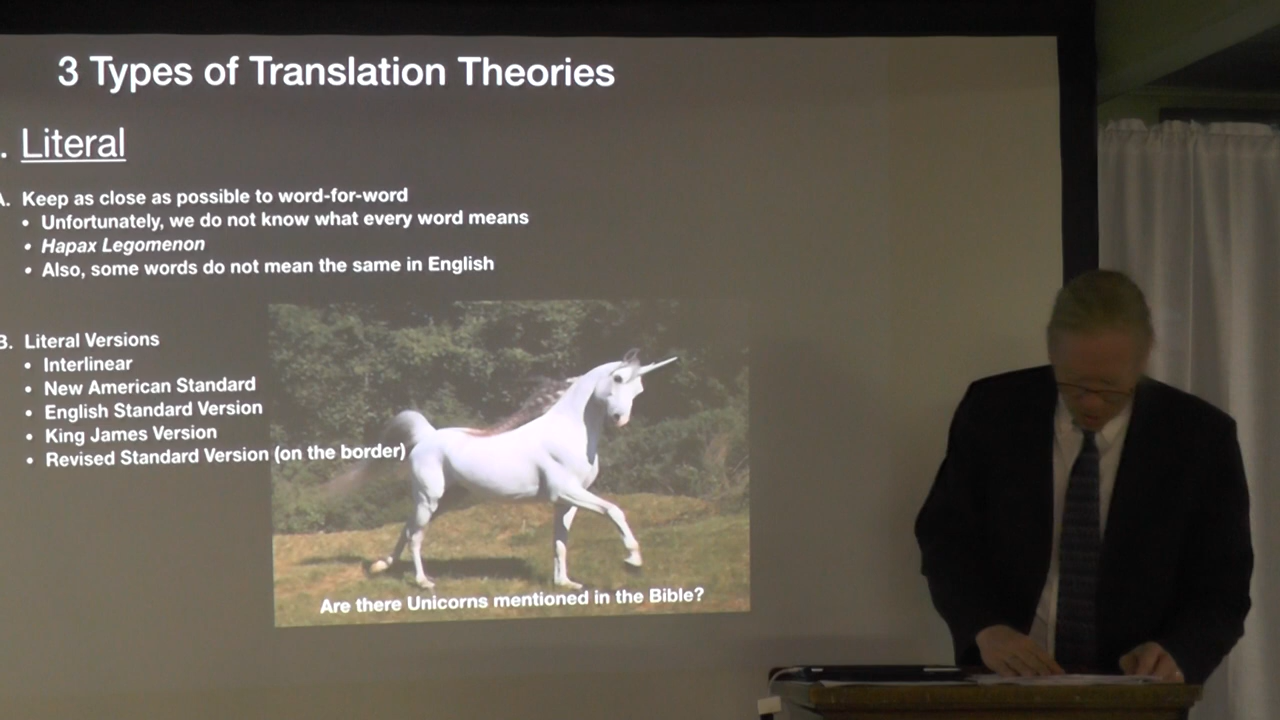 3 Types of Translation Theories
. Literal
A. Keep as close as possible to word-for-word
• Unfortunately, we do not know what every word means
• Hapax Legomenon
• Also, some words do not mean the same in English
B. Literal Versions
• Interlinear
• New American Standard
• English Standard Version
• King James Version
• Revised Standard Version (on the border)
Are there Unicorns mentioned in the Bible?